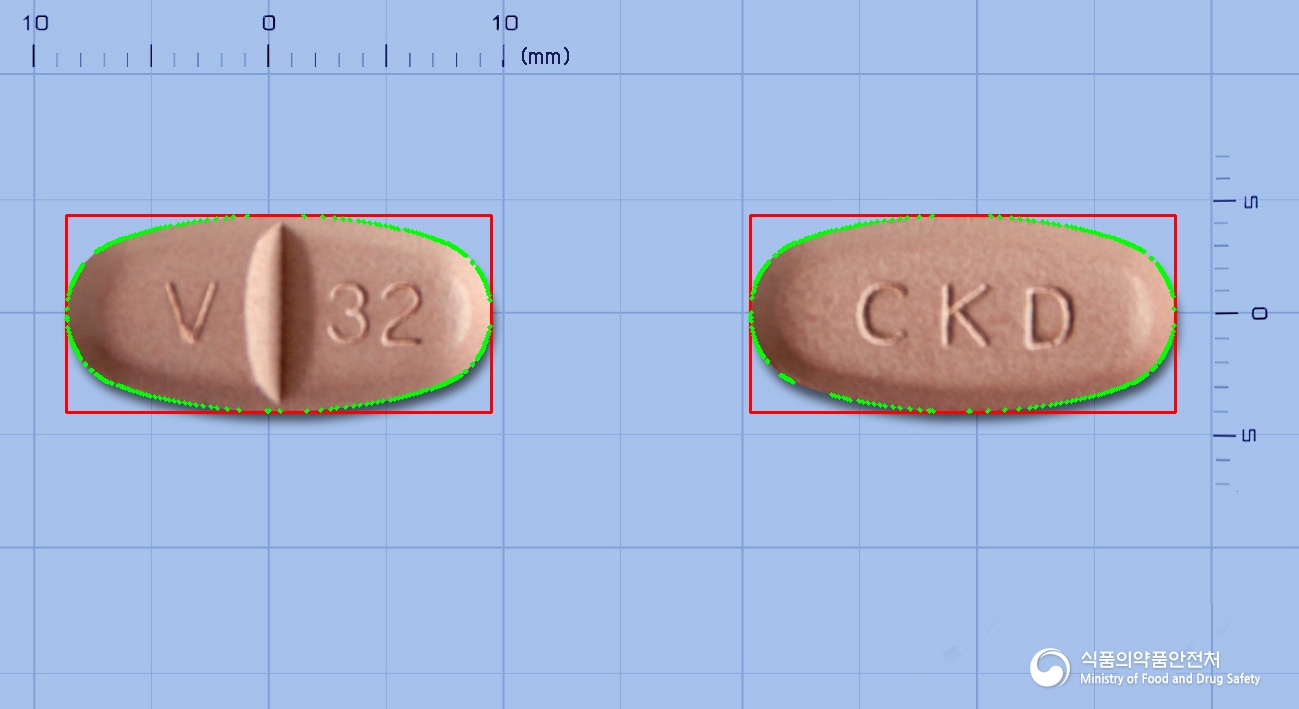 10 0 10
(mm)
V 32
CKD
5
0
5
식품의약품안전처
Ministry of Food and Drug Safety